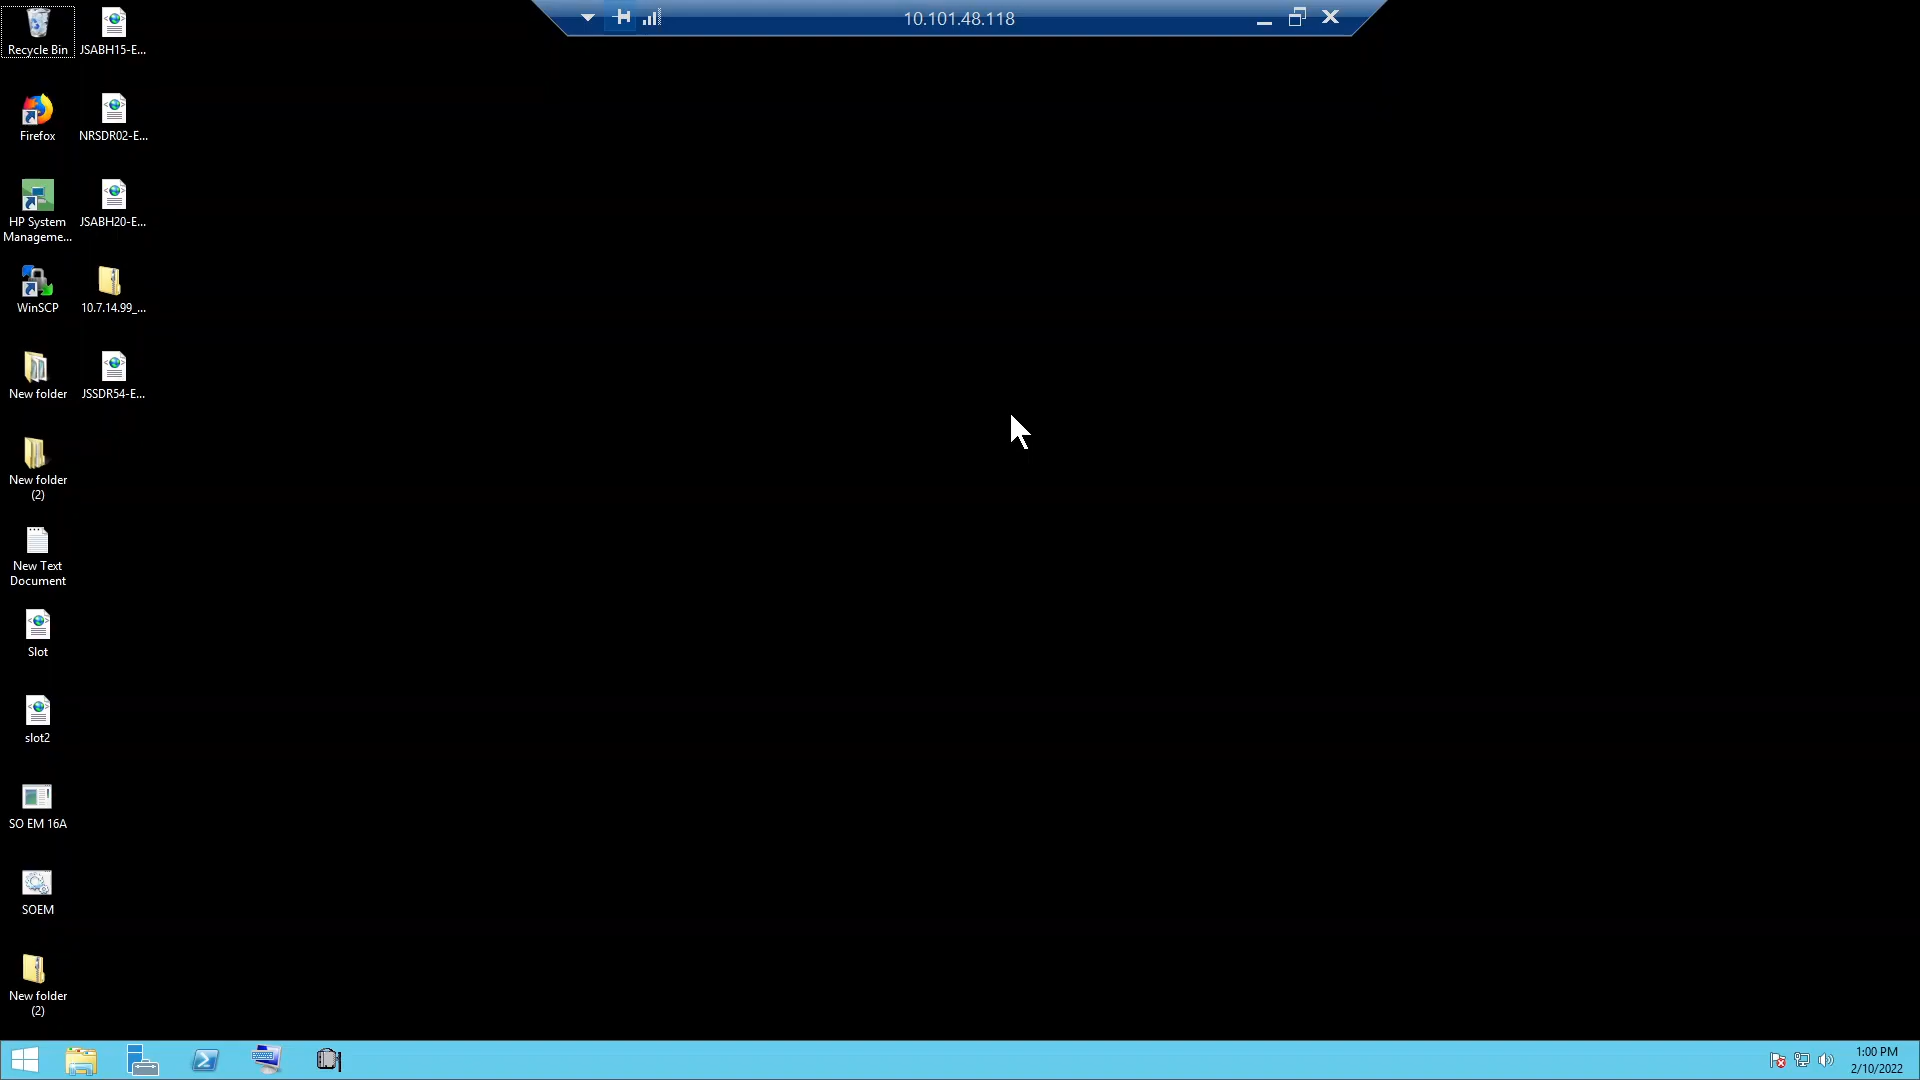 10.101.48.118
Recycle Bin
JSABH15-E...
Firefox
NRSDR02-E...
HP System
Manageme...
JSABH20-E...
WinSCP
10.7.14.99_...
New folder
JSSDR54-E...
New folder
(2)
New Text
Document
Slot
slot2
SO EM 16A
SOEM
New folder
(2)
1:00 PM
2/10/2022